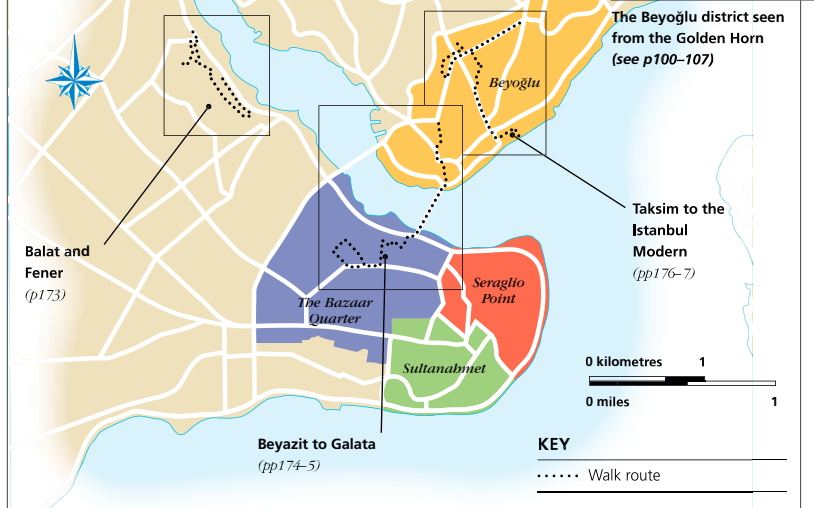 The Beyoğlu district seen
from the Golden Horn
(see p100–107)
Beyoğlu
Taksim to the
Istanbul
Modern
(pp176–7)
Balat and
Fener
(p173)
Seraglio
Point
The Bazaar
Quarter
Sultanahmet
0 kilometres 1
0 miles 1
Beyazit to Galata
(pp174–5)
KEY
Walk route